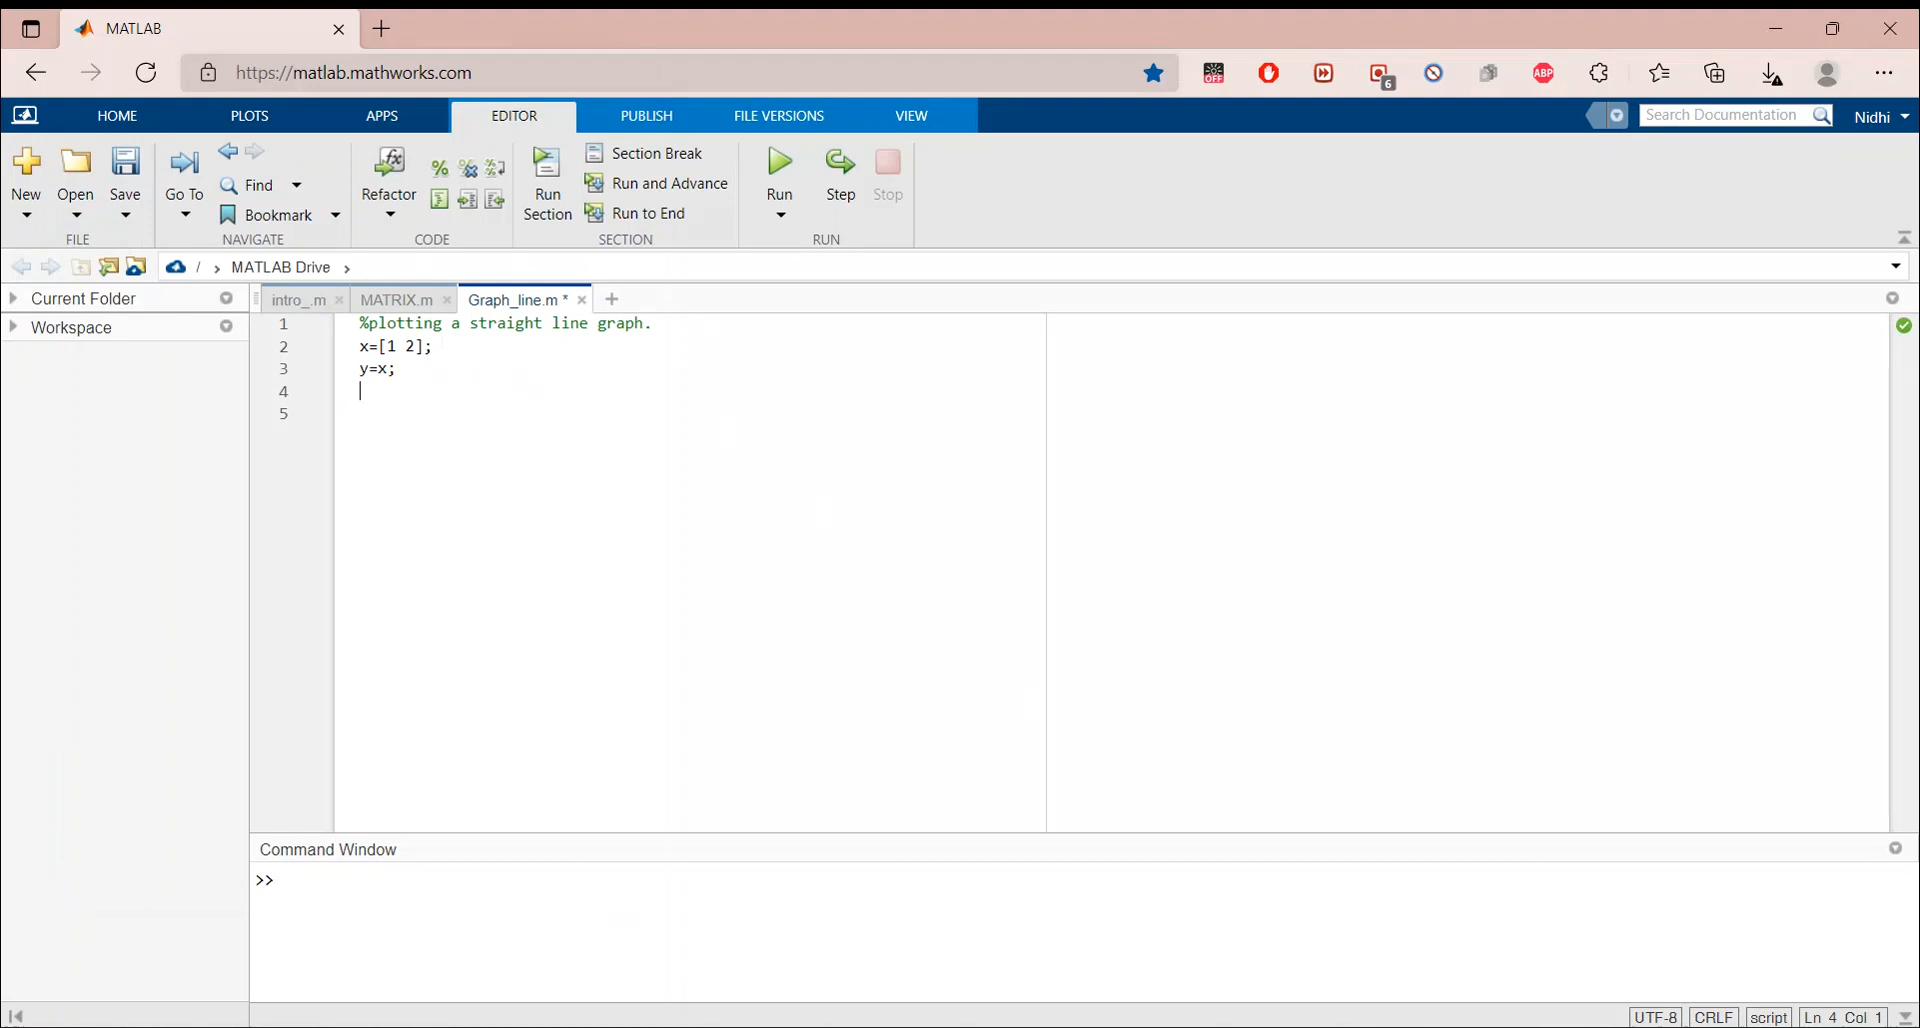 MATLAB
https://matlab.mathworks.com
OFF
6
ABP
HOME PLOTS APPS EDITOR PUBLISH FILE VERSIONS VIEW Search Documentation Nidhi
New Open Save Go To Find Bookmark Refactor Run Section Section Break Run and Advance Run to End Run Step Stop
FILE NAVIGATE CODE SECTION RUN
/ > MATLAB Drive >
Current Folder
Workspace
intro_.m MATRIX.m Graph_line.m *
1 %plotting a straight line graph.
2 x=[1 2];
3 y=x;
4
5
Command Window
>>
UTF-8 CRLF script Ln 4 Col 1